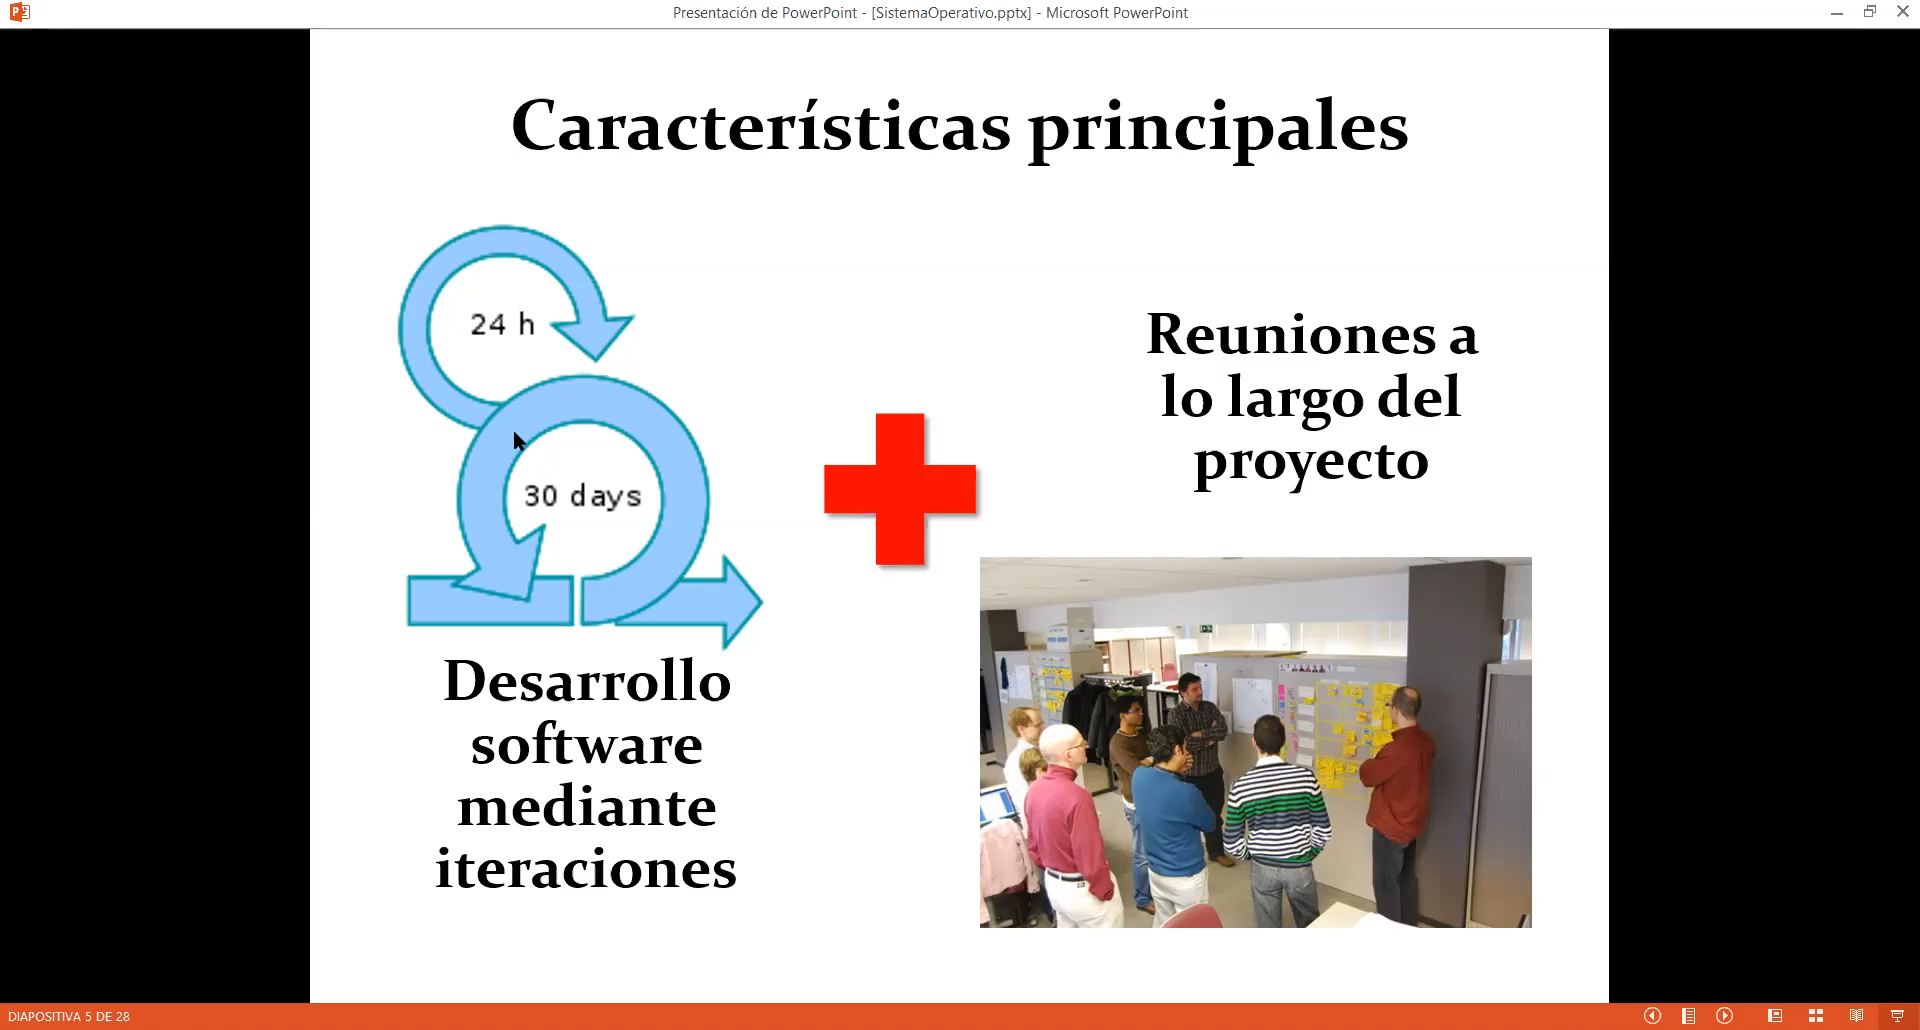 Presentación de PowerPoint - [SistemaOperativo.pptx] - Microsoft PowerPoint
Características principales
24 h
30 days
Desarrollo
software
mediante
iteraciones
Reuniones a
lo largo del
proyecto
DIAPOSITIVA 5 DE 28